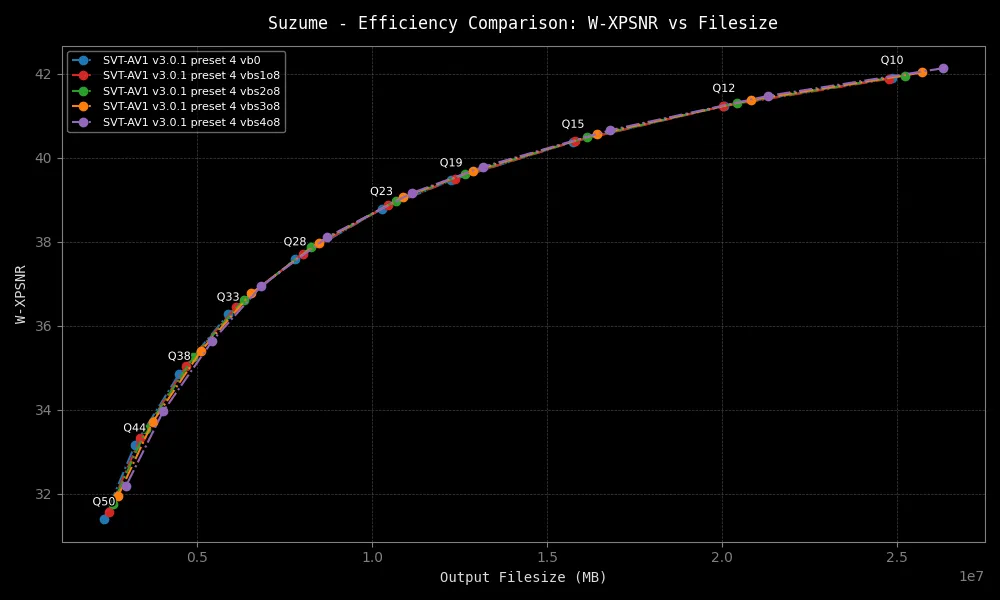 Suzume - Efficiency Comparison: W-XPSNR vs Filesize
SVT-AV1 v3.0.1 preset 4 vb0
SVT-AV1 v3.0.1 preset 4 vbs1o8
SVT-AV1 v3.0.1 preset 4 vbs2o8
SVT-AV1 v3.0.1 preset 4 vbs3o8
SVT-AV1 v3.0.1 preset 4 vbs4o8
Q10
Q12
Q15
Q19
Q23
Q28
Q33
Q38
Q44
Q50
42
40
38
36
34
32
W-XPSNR
0.5 1.0 1.5 2.0 2.5
1e7
Output Filesize (MB)